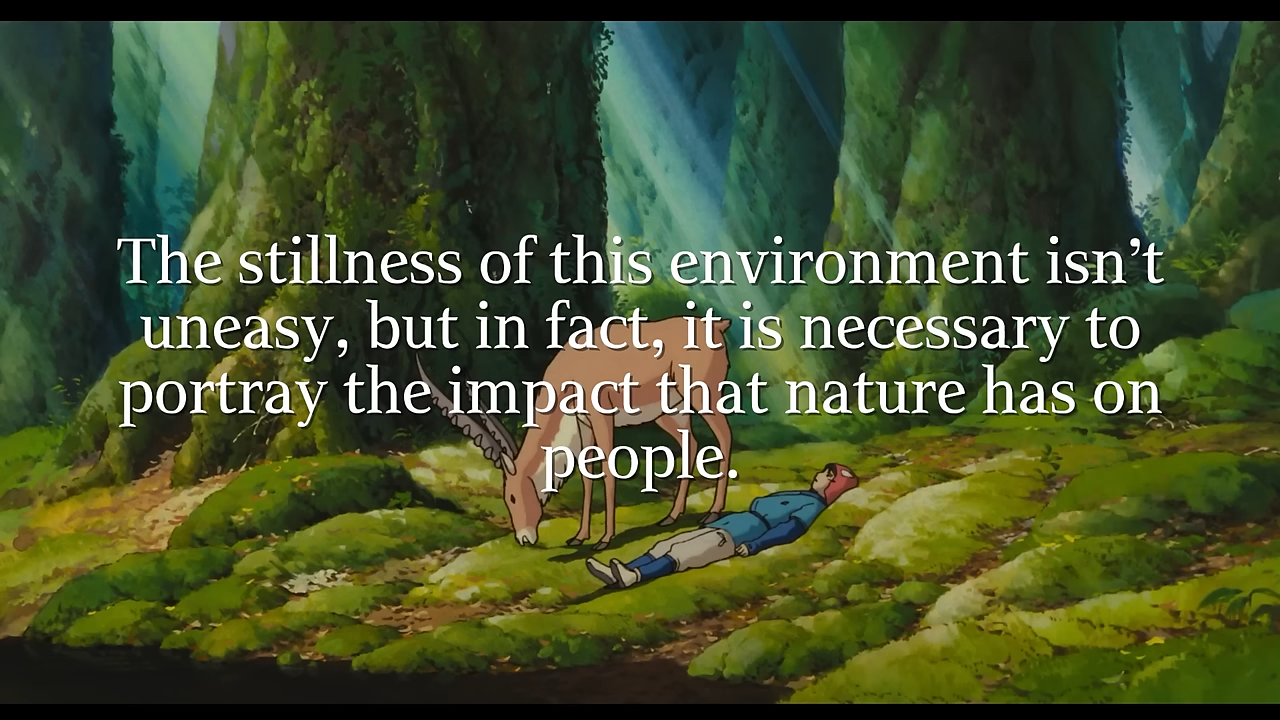 The stillness of this environment isn’t
uneasy, but in fact, it is necessary to
portray the impact that nature has on
people.